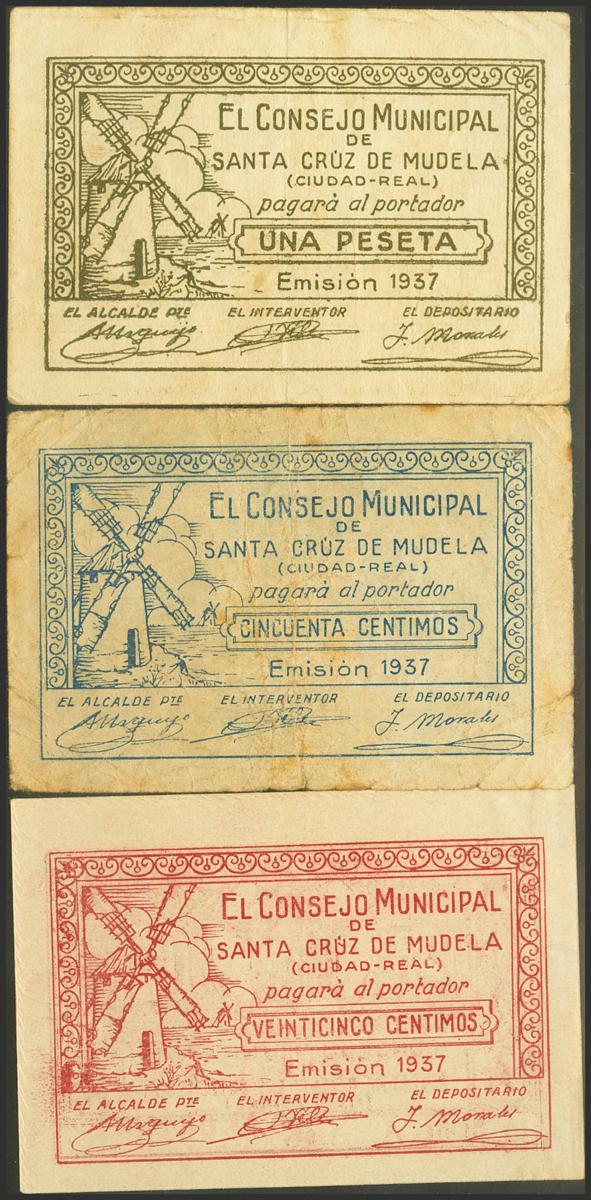 EL CONSEJO MUNICIPAL
DE
SANTA CRÚZ DE MUDELA
(CIUDAD-REAL)
pagarà al portador
UNA PESETA
Emisiòn 1937
EL ALCALDE PTE EL INTERVENTOR EL DEPOSITARIO
J. Morales
EL CONSEJO MUNICIPAL
DE
SANTA CRÚZ DE MUDELA
(CIUDAD-REAL)
pagarà al portador
CINCUENTA CENTIMOS
Emisiòn 1937
EL ALCALDE PTE EL INTERVENTOR EL DEPOSITARIO
J. Morales
EL CONSEJO MUNICIPAL
DE
SANTA CRÚZ DE MUDELA
(CIUDAD-REAL)
pagarà al portador
VEINTICINCO CENTIMOS
Emisiòn 1937
EL ALCALDE PTE EL INTERVENTOR EL DEPOSITARIO
J. Morales